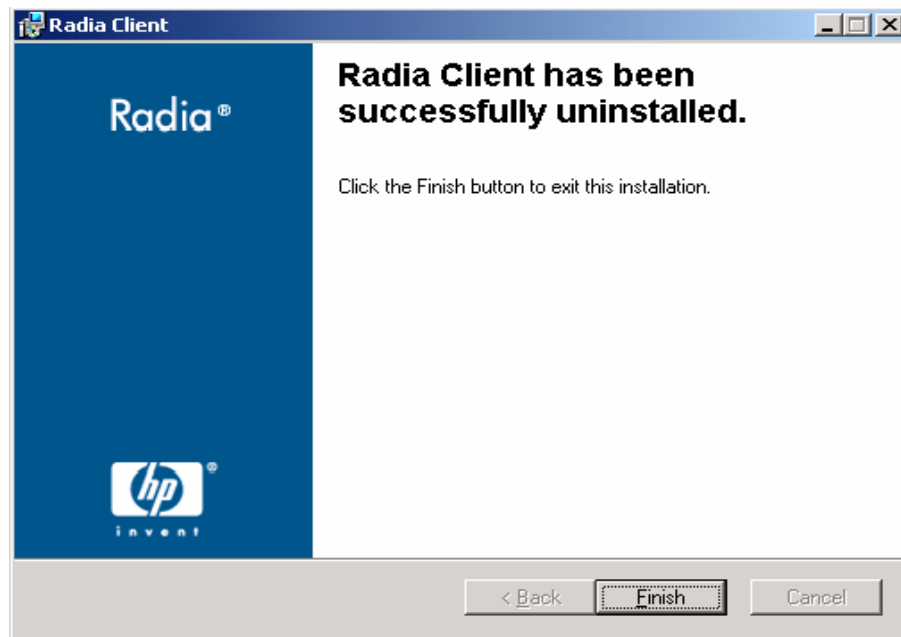 Radia Client
Radia®
Radia Client has been
successfully uninstalled.
Click the Finish button to exit this installation.
hp®
invent
< Back
Finish
Cancel